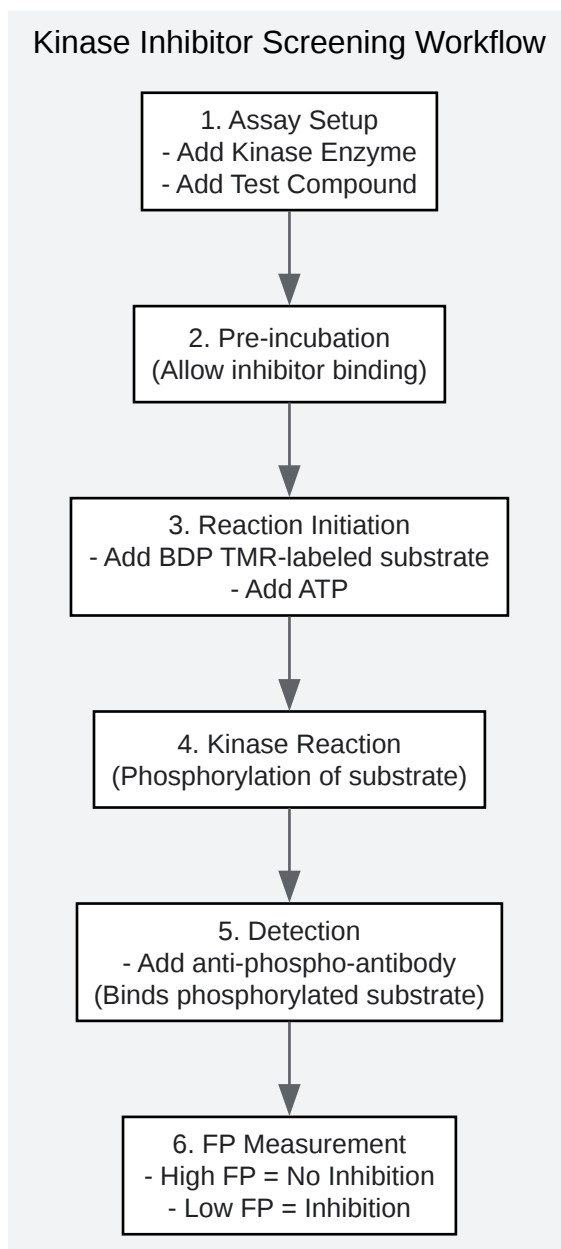 Kinase Inhibitor Screening Workflow
1. Assay Setup
- Add Kinase Enzyme
- Add Test Compound
2. Pre-incubation
(Allow inhibitor binding)
3. Reaction Initiation
- Add BDP TMR-labeled substrate
- Add ATP
4. Kinase Reaction
(Phosphorylation of substrate)
5. Detection
- Add anti-phospho-antibody
(Binds phosphorylated substrate)
6. FP Measurement
- High FP = No Inhibition
- Low FP = Inhibition